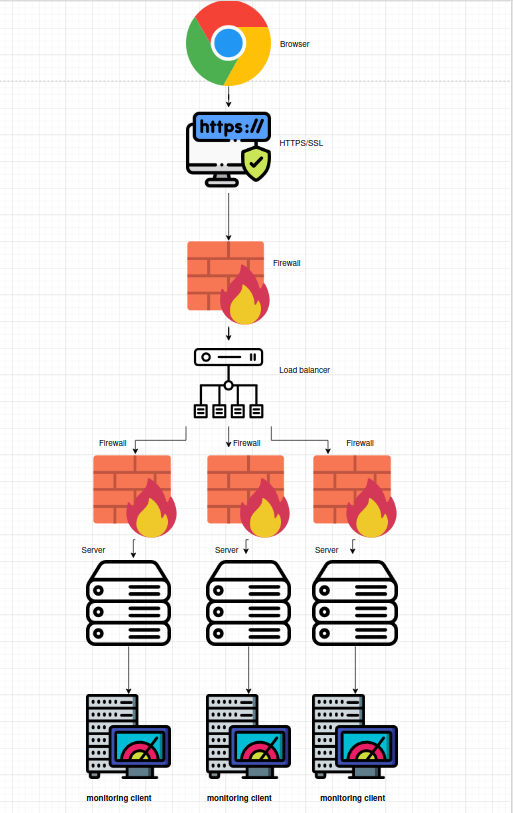 Browser
https://
HTTPS/SSL
Firewall
Load balancer
Firewall
Firewall
Firewall
Server
Server
Server
monitoring client
monitoring client
monitoring client